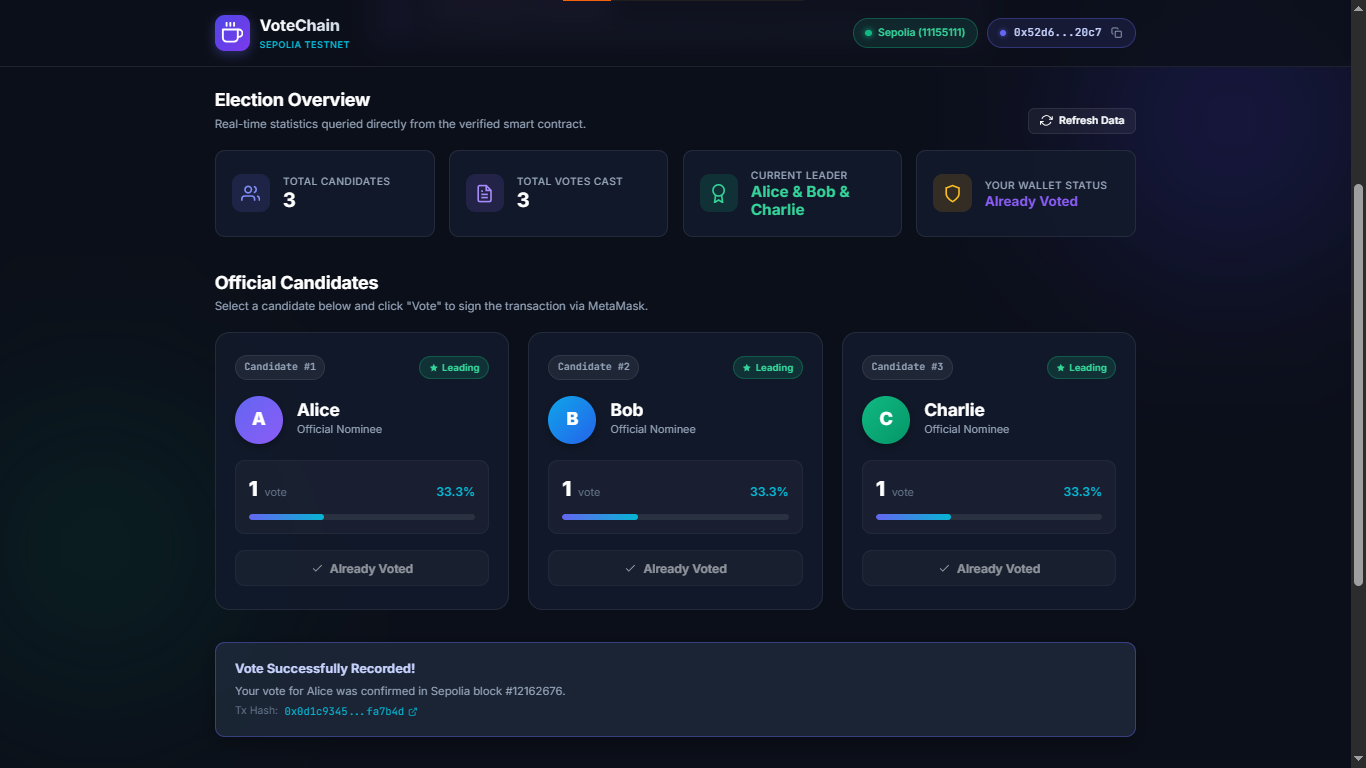 VoteChain
SEPOLIA TESTNET
Sepolia (11155111)
0x52d6...20c7
Election Overview
Real-time statistics queried directly from the verified smart contract.
Refresh Data
TOTAL CANDIDATES
3
TOTAL VOTES CAST
3
CURRENT LEADER
Alice & Bob &
Charlie
YOUR WALLET STATUS
Already Voted
Official Candidates
Select a candidate below and click "Vote" to sign the transaction via MetaMask.
Candidate #1
Leading
A
Alice
Official Nominee
1 vote
33.3%
Already Voted
Candidate #2
Leading
B
Bob
Official Nominee
1 vote
33.3%
Already Voted
Candidate #3
Leading
C
Charlie
Official Nominee
1 vote
33.3%
Already Voted
Vote Successfully Recorded!
Your vote for Alice was confirmed in Sepolia block #12162676.
Tx Hash: 0x0d1c9345...fa7b4d